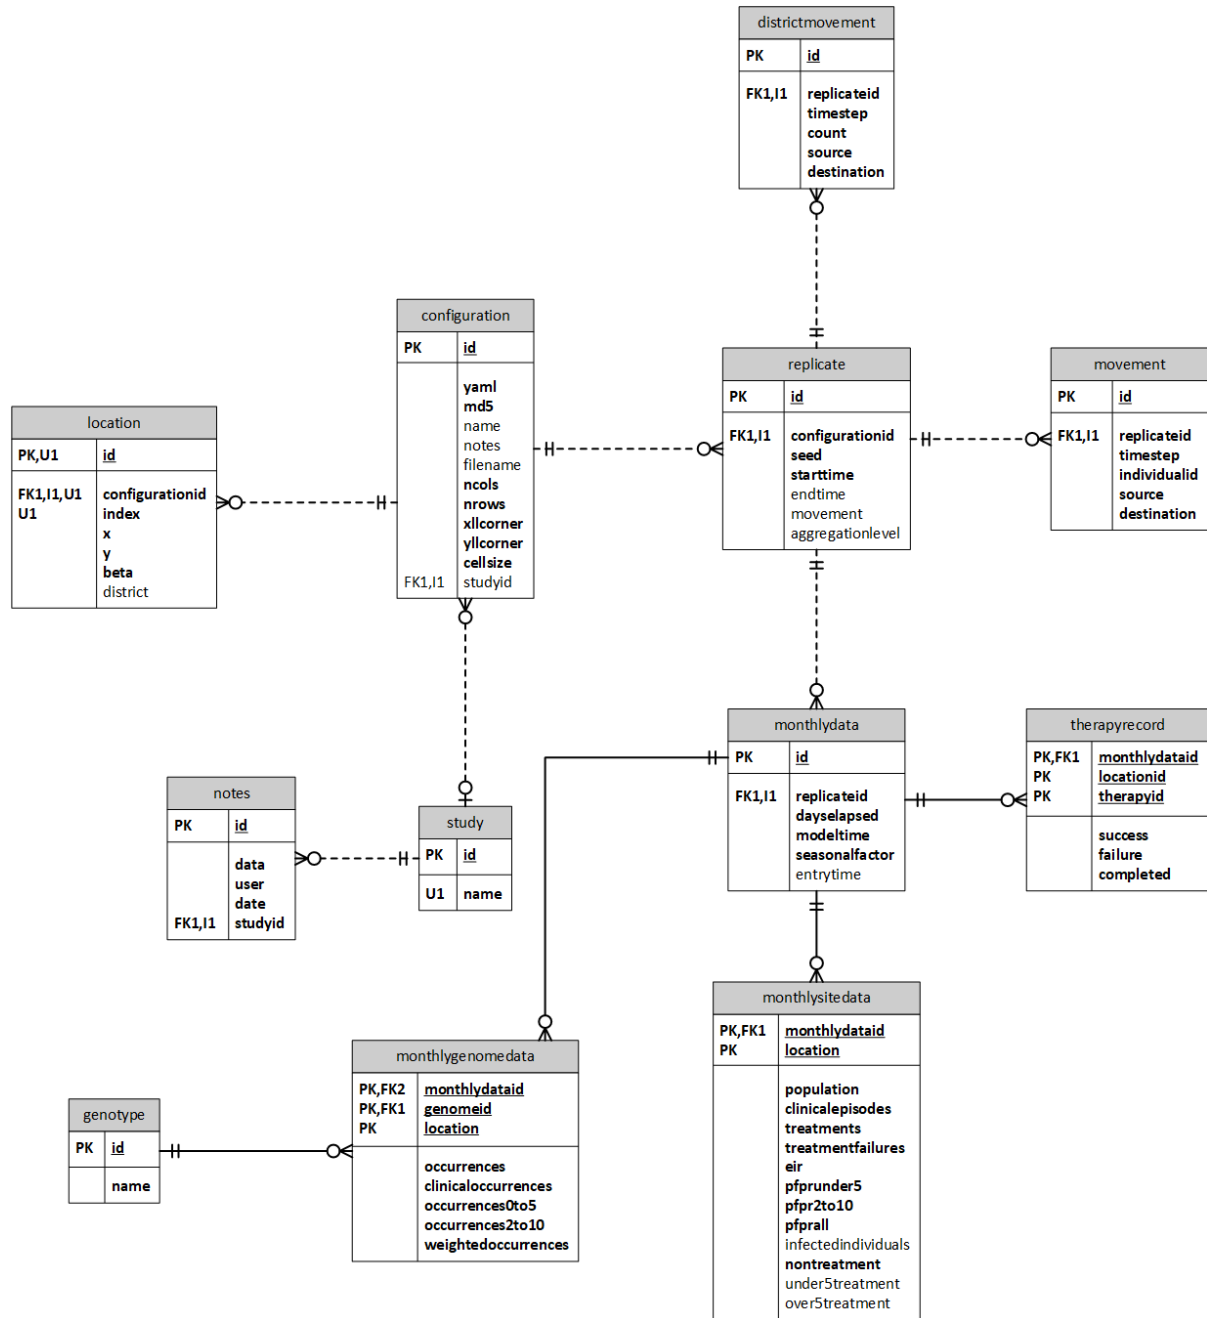 districtmovement
PK id
FK1,I1 replicateid
timestep
count
source
destination
configuration
PK id
yaml
md5
name
notes
filename
ncols
nrows
xllcorner
yllcorner
cellsize
FK1,I1 studyid
replicate
PK id
FK1,I1 configurationid
seed
starttime
endtime
movement
aggregationlevel
movement
PK id
FK1,I1 replicateid
timestep
individualid
source
destination
location
PK,U1 id
FK1,I1,U1 configurationid
U1 index
x
y
beta
district
monthlydata
PK id
FK1,I1 replicateid
dayselapsed
modeltime
seasonalfactor
entrytime
therapyrecord
PK,FK1 monthlydataid
PK locationid
PK therapyid
success
failure
completed
notes
PK id
data
user
date
FK1,I1 studyid
study
PK id
U1 name
monthlysitedata
PK,FK1 monthlydataid
PK location
population
clinicalepisodes
treatments
treatmentfailures
eir
pfprunder5
pfpr2to10
pfprall
infectedindividuals
nontreatment
under5treatment
over5treatment
monthlygenomedata
PK,FK2 monthlydataid
PK,FK1 genomeid
PK location
occurrences
clinicaloccurrences
occurrences0to5
occurrences2to10
weightedoccurrences
genotype
PK id
name